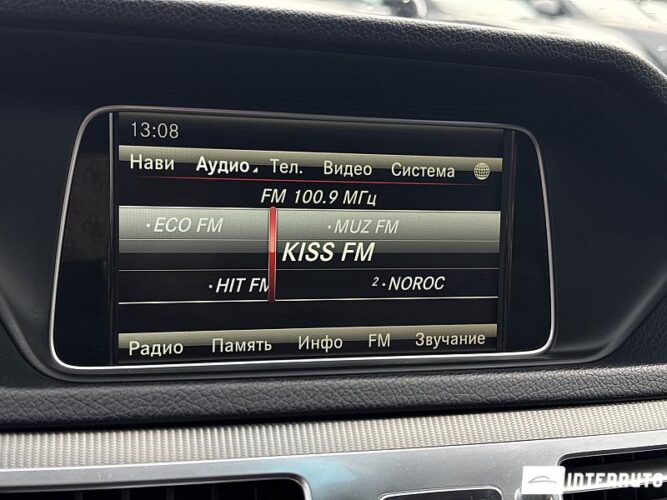 13:08
Нави Аудио Тел. Видео Система
FM 100.9 МГц
·ECO FM ·MUZ FM
KISS FM
·HIT FM ²·NOROC
Радио Память Инфо FM Звучание
INTERAUTO